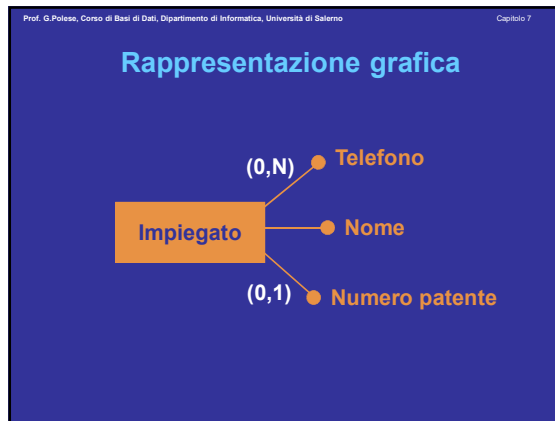 Prof. G.Polese, Corso di Basi di Dati, Dipartimento di Informatica, Università di Salerno
Capitolo 7
Rappresentazione grafica
(0,N)
Telefono
Impiegato
Nome
(0,1)
Numero patente